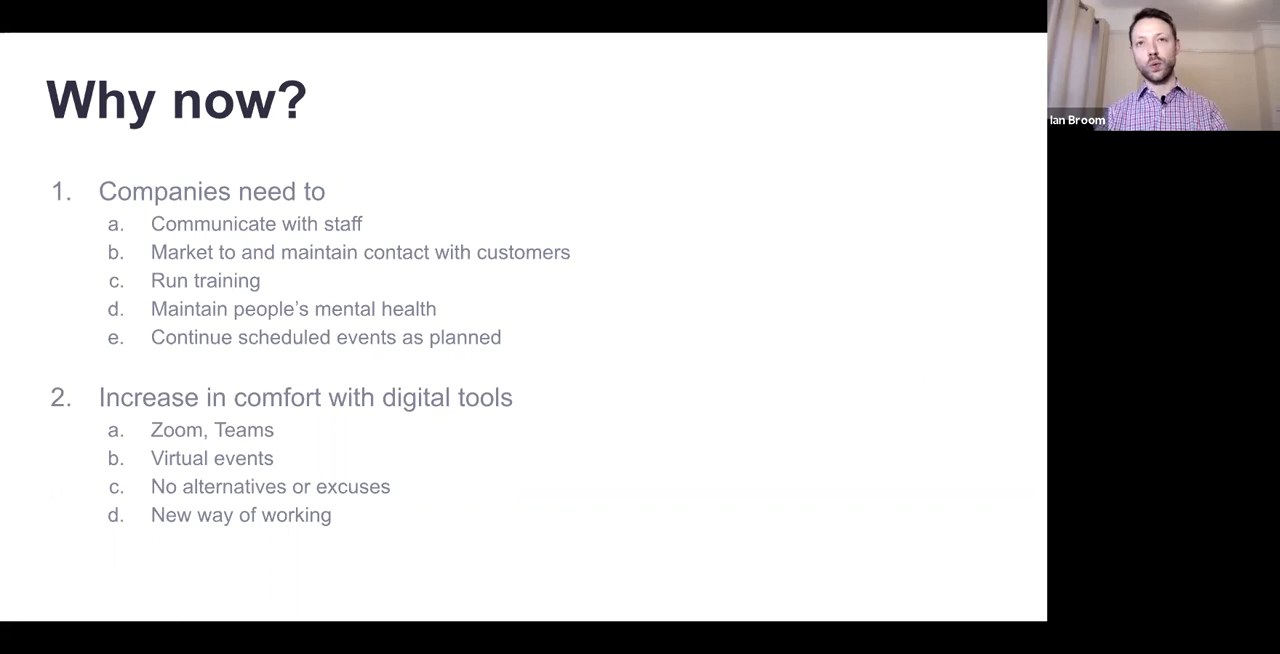 Why now?
1. Companies need to
a. Communicate with staff
b. Market to and maintain contact with customers
c. Run training
d. Maintain people’s mental health
e. Continue scheduled events as planned
2. Increase in comfort with digital tools
a. Zoom, Teams
b. Virtual events
c. No alternatives or excuses
d. New way of working
Ian Broom